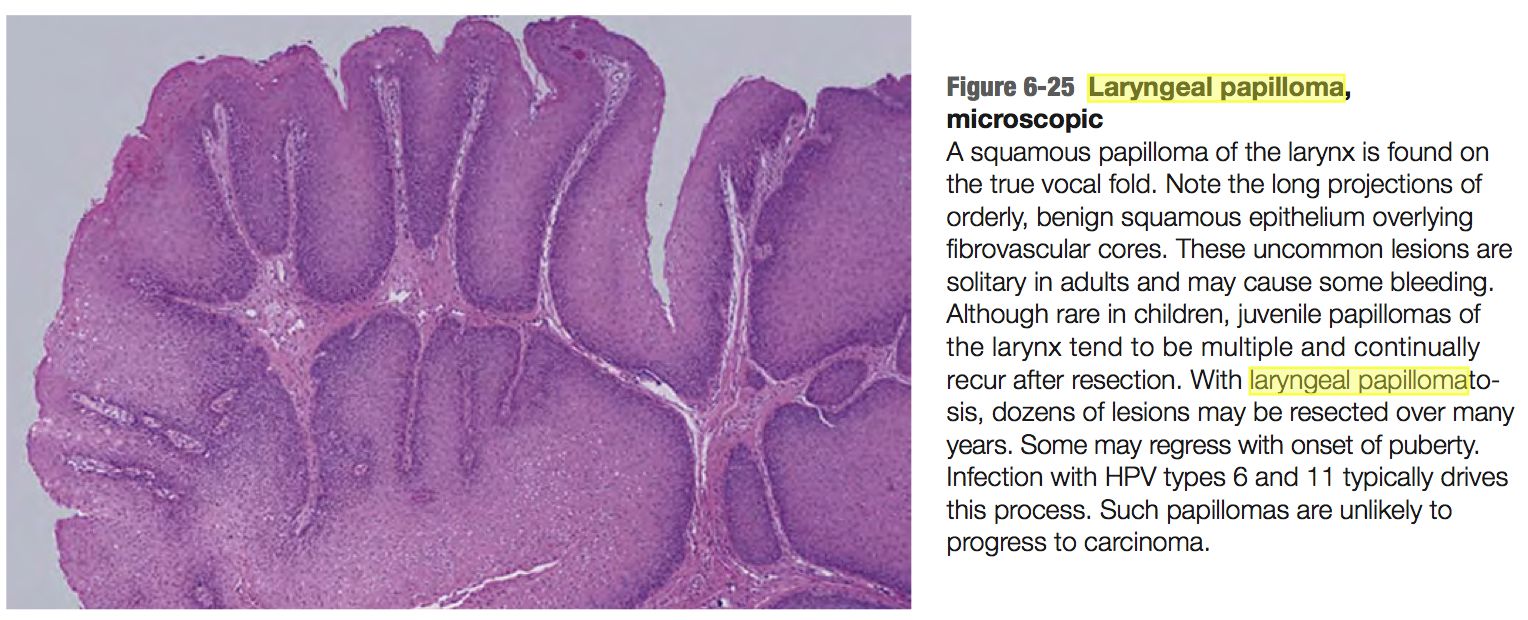 Figure 6-25 Laryngeal papilloma,
microscopic
A squamous papilloma of the larynx is found on
the true vocal fold. Note the long projections of
orderly, benign squamous epithelium overlying
fibrovascular cores. These uncommon lesions are
solitary in adults and may cause some bleeding.
Although rare in children, juvenile papillomas of
the larynx tend to be multiple and continually
recur after resection. With laryngeal papillomato-
sis, dozens of lesions may be resected over many
years. Some may regress with onset of puberty.
Infection with HPV types 6 and 11 typically drives
this process. Such papillomas are unlikely to
progress to carcinoma.